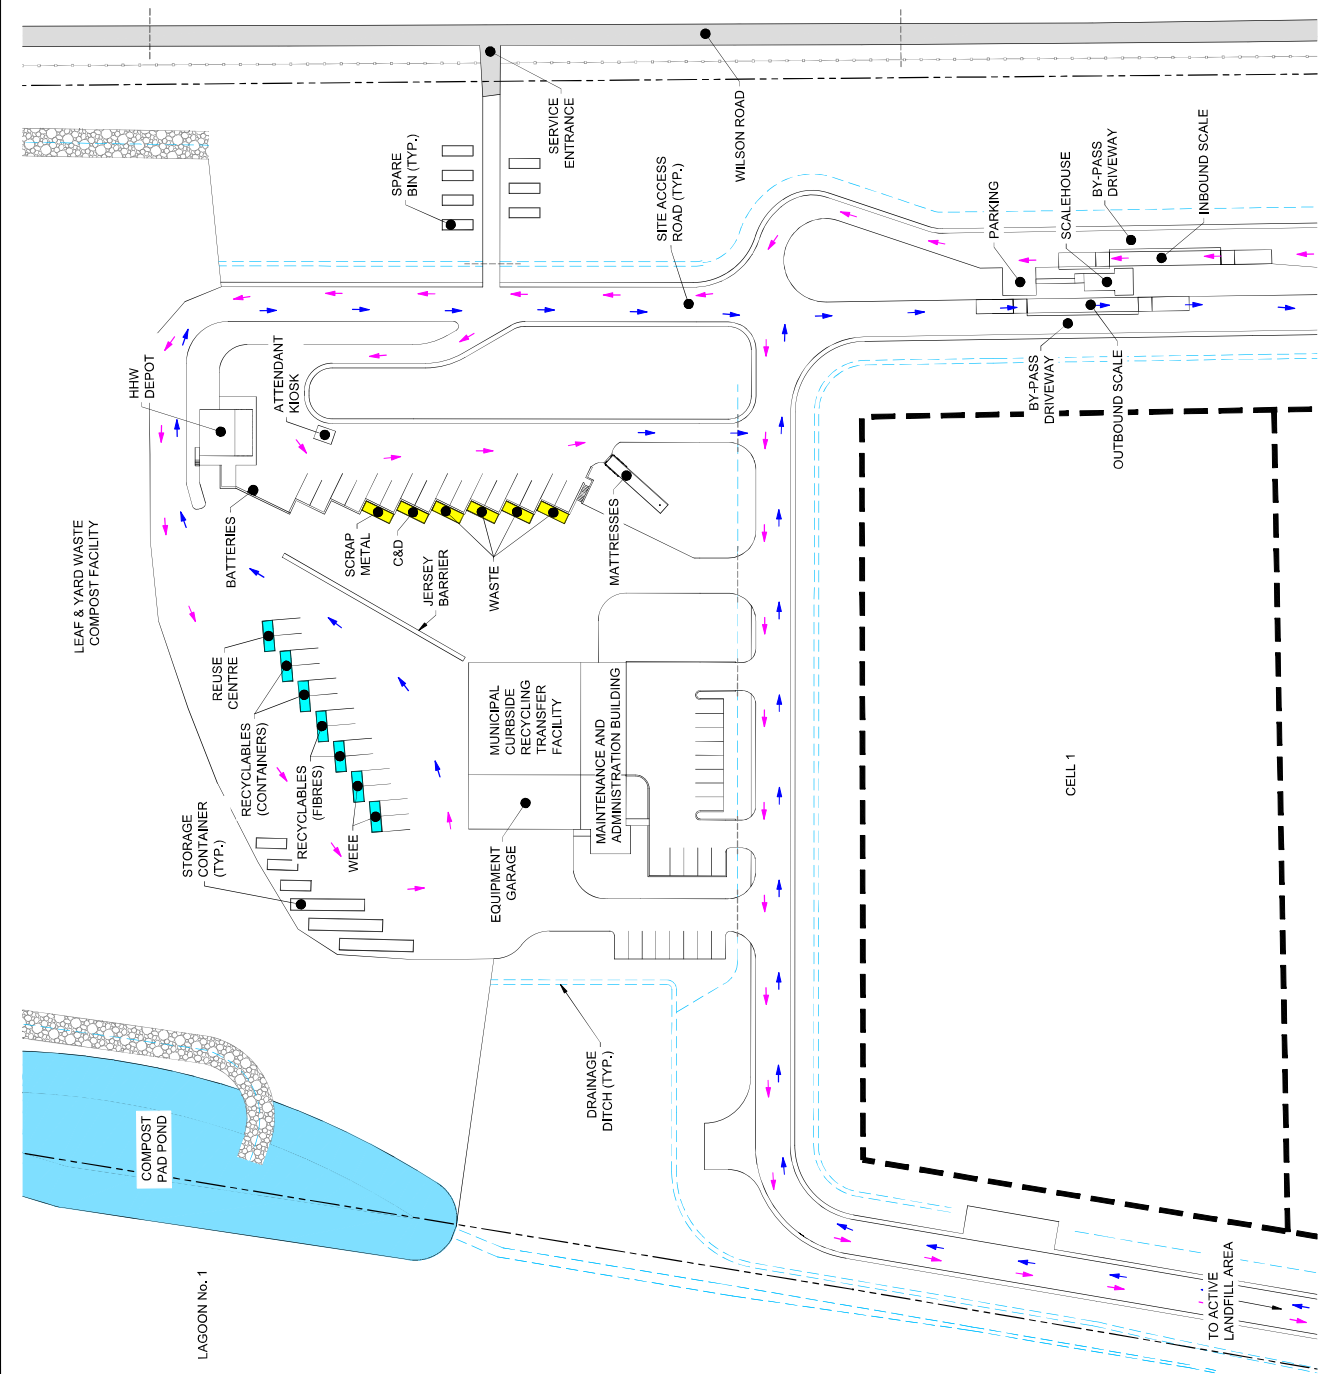 WILSON ROAD
SERVICE
ENTRANCE
SPARE
BIN (TYP.)
SITE ACCESS
ROAD (TYP.)
PARKING
SCALEHOUSE
BY-PASS
DRIVEWAY
INBOUND SCALE
BY-PASS
DRIVEWAY
OUTBOUND SCALE
HHW
DEPOT
ATTENDANT
KIOSK
BATTERIES
SCRAP
METAL
C&D
WASTE
MATTRESSES
JERSEY
BARRIER
LEAF & YARD WASTE
COMPOST FACILITY
REUSE
CENTRE
RECYCLABLES
(CONTAINERS)
RECYCLABLES
(FIBRES)
WEEE
STORAGE
CONTAINER
(TYP.)
MUNICIPAL
CURBSIDE
RECYCLING
TRANSFER
FACILITY
MAINTENANCE AND
ADMINISTRATION BUILDING
EQUIPMENT
GARAGE
CELL 1
DRAINAGE
DITCH (TYP.)
COMPOST
PAD POND
LAGOON No. 1
TO ACTIVE
LANDFILL AREA